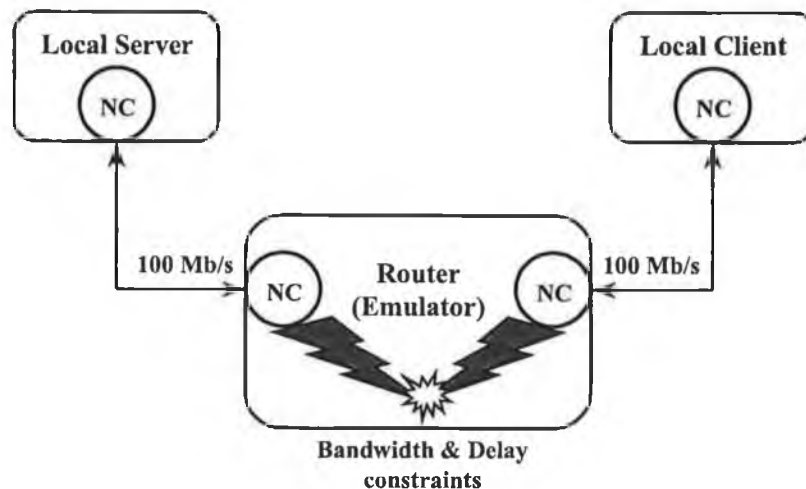 Local Server
NC
Local Client
NC
100 Mb/s
NC
Router
(Emulator)
NC
100 Mb/s
Bandwidth & Delay
constraints